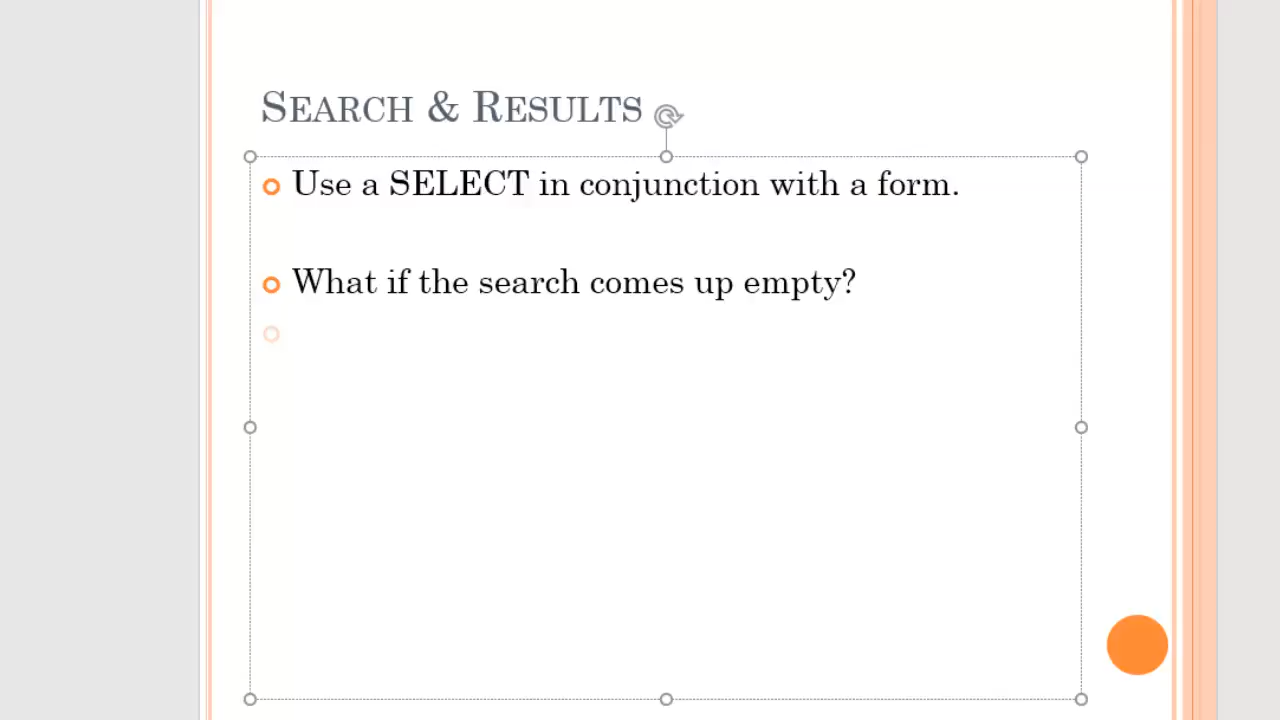 SEARCH & RESULTS
Use a SELECT in conjunction with a form.
What if the search comes up empty?